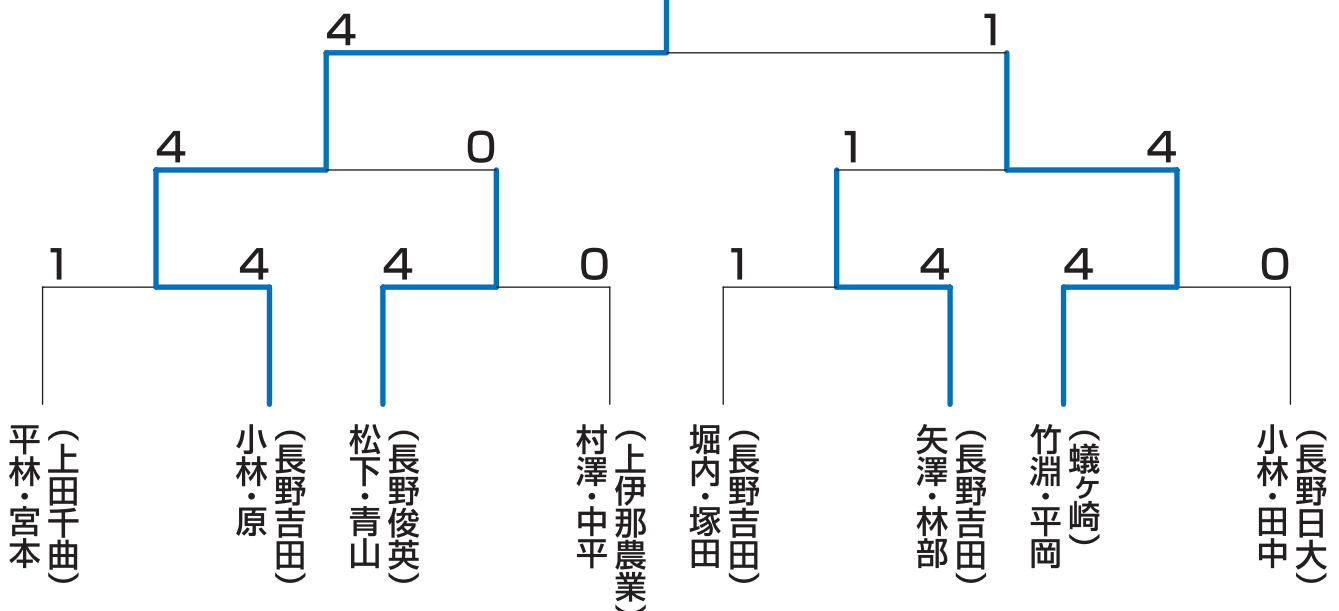 4
1
4
0
1
4
1
4
4
0
1
4
4
0
平林・宮本
(上田千曲)
小林・原
(長野吉田)
松下・青山
(長野俊英)
村澤・中平
(上伊那農業)
堀内・塚田
(長野吉田)
矢澤・林部
(長野吉田)
竹淵・平岡
(蟻ヶ崎)
小林・田中
(長野日大)